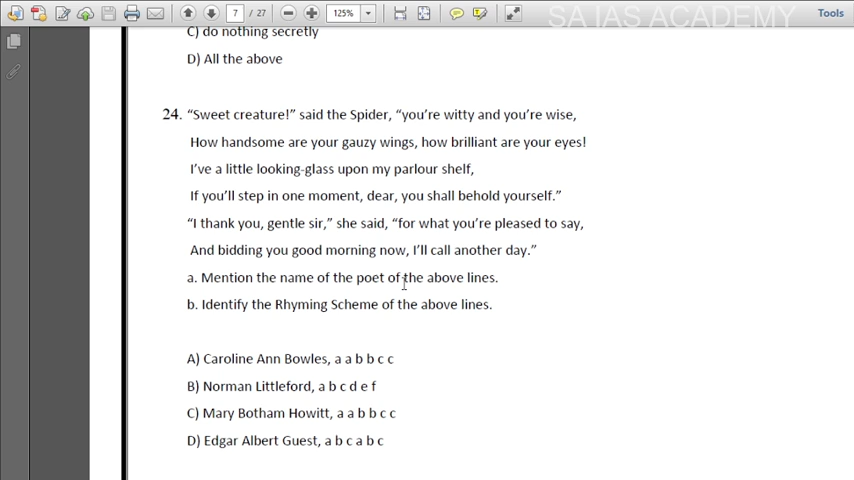 7 / 27
125%
SA IAS ACADEMY
Tools
C) do nothing secretly
D) All the above
24. “Sweet creature!” said the Spider, “you’re witty and you’re wise,
How handsome are your gauzy wings, how brilliant are your eyes!
I’ve a little looking-glass upon my parlour shelf,
If you’ll step in one moment, dear, you shall behold yourself.”
“I thank you, gentle sir,” she said, “for what you’re pleased to say,
And bidding you good morning now, I’ll call another day.”
a. Mention the name of the poet of the above lines.
b. Identify the Rhyming Scheme of the above lines.
A) Caroline Ann Bowles, a a b b c c
B) Norman Littleford, a b c d e f
C) Mary Botham Howitt, a a b b c c
D) Edgar Albert Guest, a b c a b c